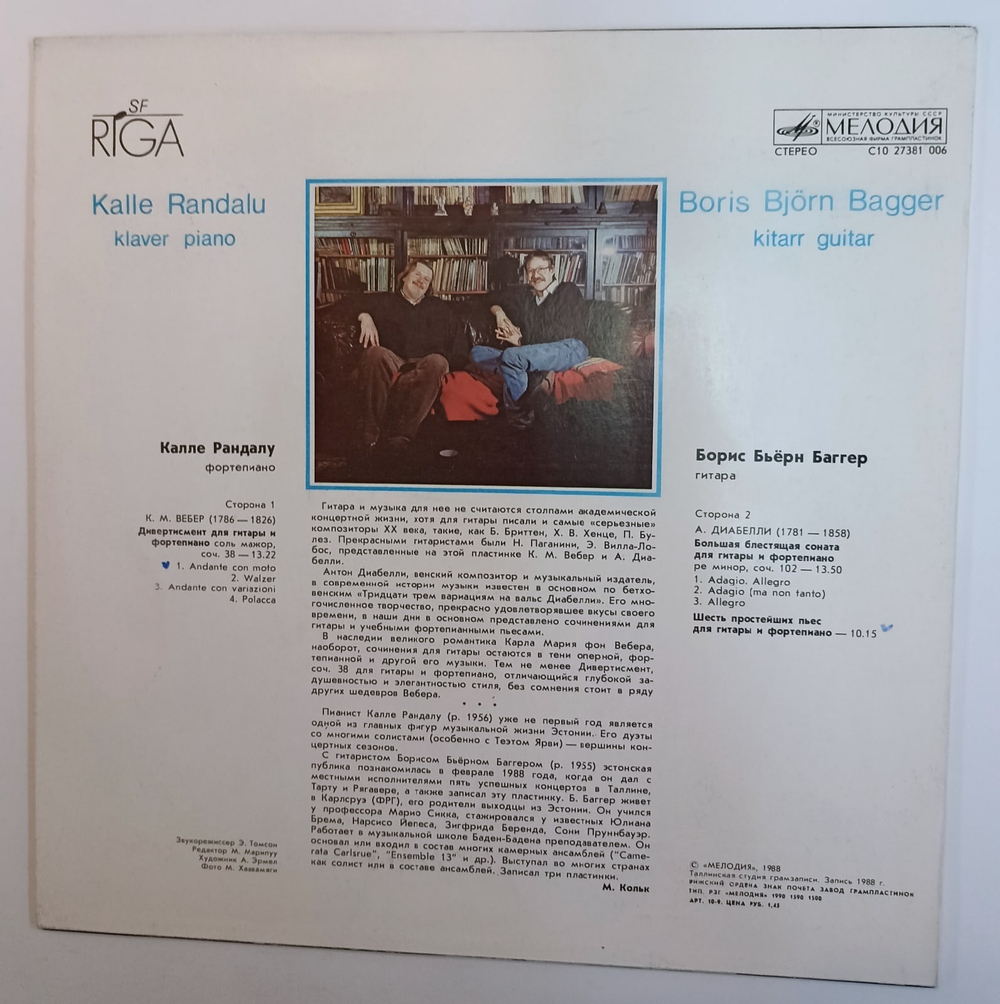 SF
RIGA
МИНИСТЕРСТВО КУЛЬТУРЫ СССР
МЕЛОДИЯ
ВСЕСОЮЗНАЯ ФИРМА ГРАМПЛАСТИНОК
СТЕРЕО
С10 27381 006
Kalle Randalu
klaver piano
Boris Björn Bagger
kitarr guitar
Калле Рандалу
фортепиано
Сторона 1
К. М. ВЕБЕР (1786 — 1826)
Дивертисмент для гитары и
фортепиано соль мажор,
соч. 38 — 13.22
1. Andante con moto
2. Walzer
3. Andante con variazioni
4. Polacca
Звукорежиссер Э. Томсон
Редактор М. Марипуу
Художник А. Эрмел
Фото М. Хаавамяги
Гитара и музыка для нее не считаются столпами академической
концертной жизни, хотя для гитары писали и самые «серьезные»
композиторы XX века, такие, как Б. Бриттен, Х. В. Хенце, П. Бу-
лез. Прекрасными гитаристами были Н. Паганини, Э. Вилла-Ло-
бос, представленные на этой пластинке К. М. Вебер и А. Диа-
белли.
Антон Диабелли, венский композитор и музыкальный издатель,
в современной истории музыки известен в основном по бетхо-
венским «Тридцати трем вариациям на вальс Диабелли». Его мно-
гочисленное творчество, прекрасно удовлетворявшее вкусы своего
времени, в наши дни в основном представлено сочинениями для
гитары и учебными фортепианными пьесами.
В наследии великого романтика Карла Мария фон Вебера,
наоборот, сочинения для гитары остаются в тени оперной, фор-
тепианной и другой его музыки. Тем не менее Дивертисмент,
соч. 38 для гитары и фортепиано, отличающийся глубокой за-
душевностью и элегантностью стиля, без сомнения стоит в ряду
других шедевров Вебера.
* * *
Пианист Калле Рандалу (р. 1956) уже не первый год является
одной из главных фигур музыкальной жизни Эстонии. Его дуэты
со многими солистами (особенно с Теэтом Ярви) — вершины кон-
цертных сезонов.
С гитаристом Борисом Бьёрном Баггером (р. 1955) эстонская
публика познакомилась в феврале 1988 года, когда он дал с
местными исполнителями пять успешных концертов в Таллине,
Тарту и Рягавере, а также записал эту пластинку. Б. Баггер живет
в Карлсруэ (ФРГ), его родители выходцы из Эстонии. Он учился
у профессора Марио Сикка, стажировался у известных Юлиана
Брема, Нарсисо Йепеса, Зигфрида Беренда, Сони Пруннбауэр.
Работает в музыкальной школе Баден-Бадена преподавателем. Он
основал или входил в состав многих камерных ансамблей ("Came-
rata Carlsrue", "Ensemble 13" и др.). Выступал во многих странах
как солист или в составе ансамблей. Записал три пластинки.
М. Кольк
Борис Бьёрн Баггер
гитара
Сторона 2
А. ДИАБЕЛЛИ (1781 — 1858)
Большая блестящая соната
для гитары и фортепиано
ре минор, соч. 102 — 13.50
1. Adagio. Allegro
2. Adagio (ma non tanto)
3. Allegro
Шесть простейших пьес
для гитары и фортепиано — 10.15
© «МЕЛОДИЯ», 1988
Таллинская студия грамзаписи. Запись 1988 г.
РИЖСКИЙ ОРДЕНА ЗНАК ПОЧЕТА ЗАВОД ГРАМПЛАСТИНОК
ТИП. РЗГ «МЕЛОДИЯ» 1990 1590 1500
АРТ. 10-9. ЦЕНА РУБ. 1,45